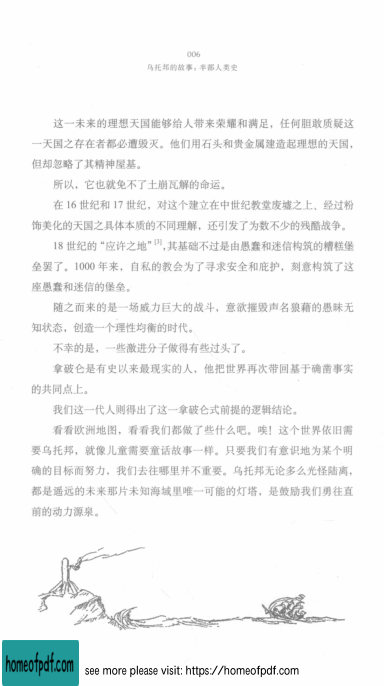 006
乌托邦的故事：半部人类史
这一未来的理想天国能够给人带来荣耀和满足，任何胆敢质疑这
一天国之存在者都必遭毁灭。他们用石头和贵金属建造起理想的天国，
但却忽略了其精神屋基。
所以，它也就免不了土崩瓦解的命运。
在 16 世纪和 17 世纪，对这个建立在中世纪教堂废墟之上、经过粉
饰美化的天国之具体本质的不同理解，还引发了为数不少的残酷战争。
18 世纪的“应许之地”[3]，其基础不过是由愚蠢和迷信构筑的糟糕堡
垒罢了。1000 年来，自私的教会为了寻求安全和庇护，刻意构筑了这
座愚蠢和迷信的堡垒。
随之而来的是一场威力巨大的战斗，意欲摧毁声名狼藉的愚昧无
知状态，创造一个理性均衡的时代。
不幸的是，一些激进分子做得有些过头了。
拿破仑是有史以来最现实的人，他把世界再次带回基于确凿事实
的共同点上。
我们这一代人则得出了这一拿破仑式前提的逻辑结论。
看看欧洲地图，看看我们都做了些什么吧。唉！这个世界依旧需
要乌托邦，就像儿童需要童话故事一样。只要我们有意识地为某个明
确的目标而努力，我们去往哪里并不重要。乌托邦无论多么光怪陆离，
都是遥远的未来那片未知海域里唯一可能的灯塔，是鼓励我们勇往直
前的动力源泉。
homeofpdf.com
see more please visit: https://homeofpdf.com